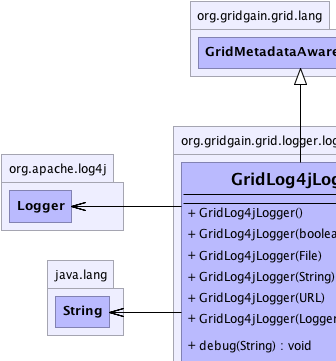 org.gridgain.grid.lang
GridMetadataAware
org.gridgain.grid.logger.log
org.apache.log4j
Logger
GridLog4jLog
+ GridLog4jLogger()
+ GridLog4jLogger(boolea
+ GridLog4jLogger(File)
+ GridLog4jLogger(String)
+ GridLog4jLogger(URL)
+ GridLog4jLogger(Logger
java.lang
String
+ debug(String) : void